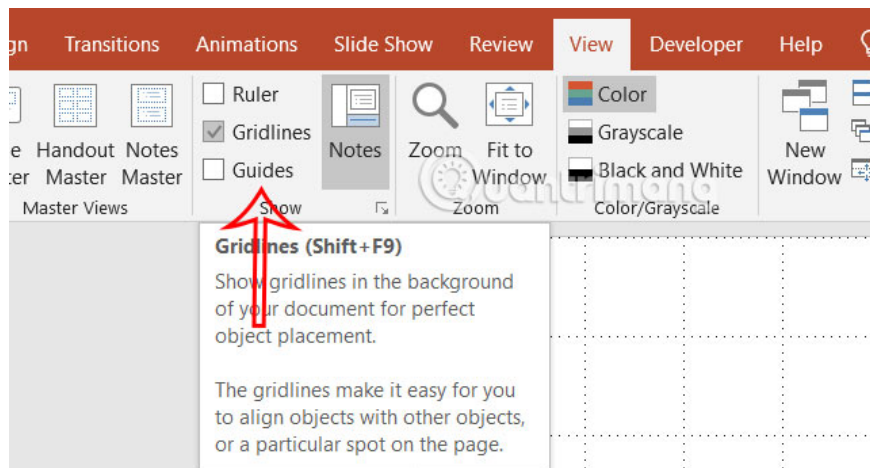 gn Transitions Animations Slide Show Review View Developer Help
Ruler
Gridlines
Guides
Handout Master
Notes Master
Master Views
Show
Notes
Zoom
Fit to Window
Zoom
Color
Grayscale
Black and White
Color/Grayscale
New Window
Quantrimang
Gridlines (Shift+F9)
Show gridlines in the background
of your document for perfect
object placement.
The gridlines make it easy for you
to align objects with other objects,
or a particular spot on the page.